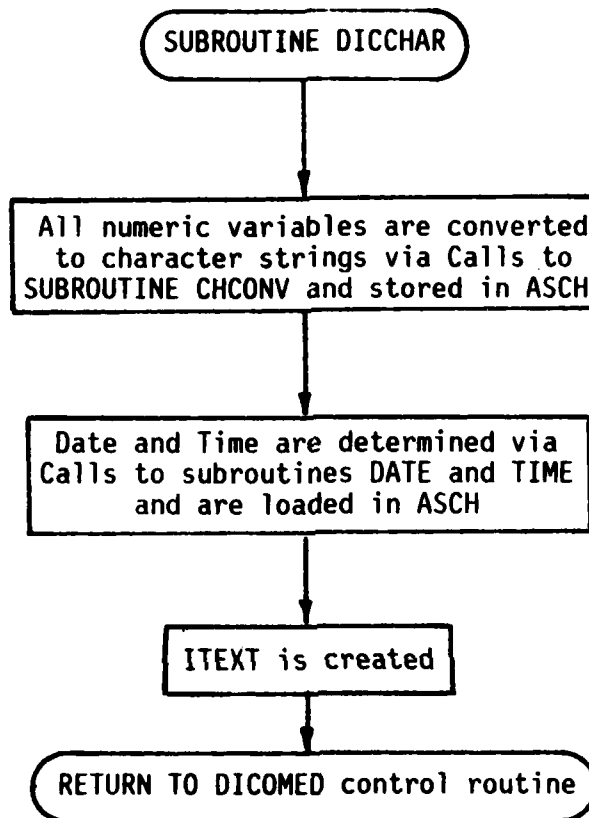 SUBROUTINE DICCHAR
All numeric variables are converted
to character strings via Calls to
SUBROUTINE CHCONV and stored in ASCH
Date and Time are determined via
Calls to subroutines DATE and TIME
and are loaded in ASCH
ITEXT is created
RETURN TO DICOMED control routine